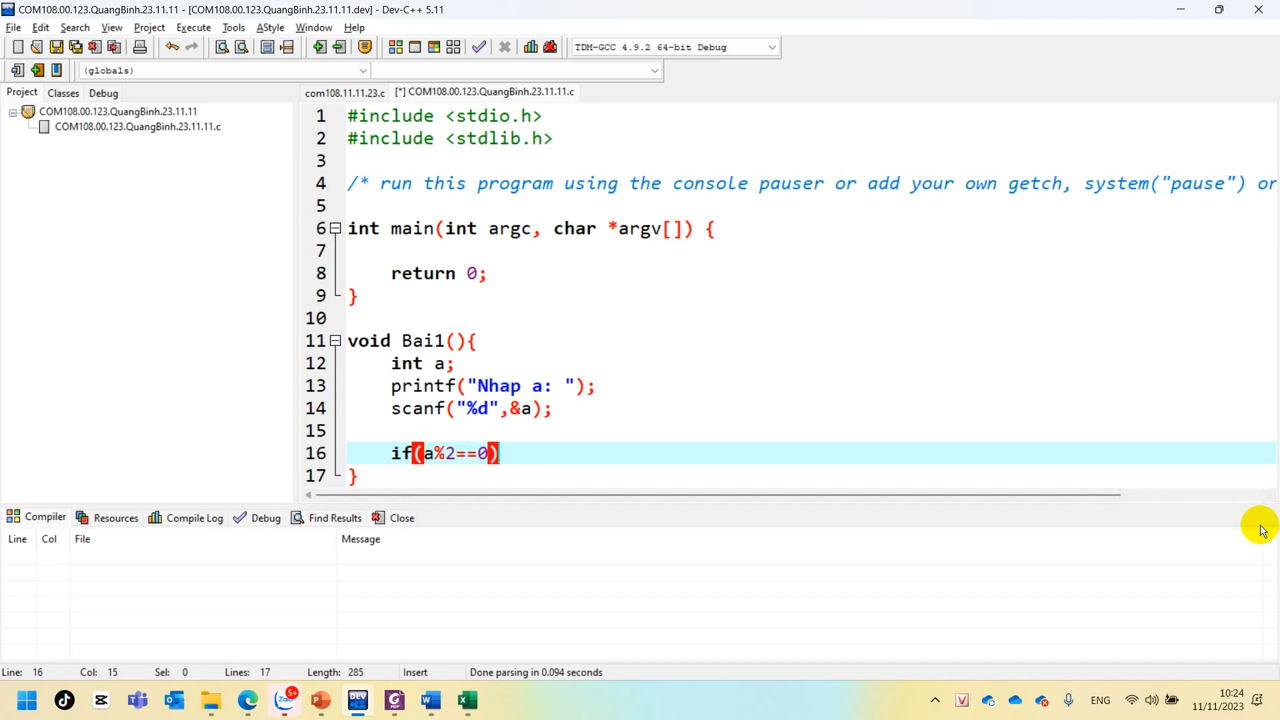 COM108.00.123.QuangBinh.23.11.11 - [COM108.00.123.QuangBinh.23.11.11.dev] - Dev-C++ 5.11
File Edit Search View Project Execute Tools AStyle Window Help
TDM-GCC 4.9.2 64-bit Debug
(globals)
Project Classes Debug
com108.11.11.23.c [*] COM108.00.123.QuangBinh.23.11.11.c
COM108.00.123.QuangBinh.23.11.11
COM108.00.123.QuangBinh.23.11.11.c
1 #include <stdio.h>
2 #include <stdlib.h>
3
4 /* run this program using the console pauser or add your own getch, system("pause") or
5
6 int main(int argc, char *argv[]) {
7
8 return 0;
9 }
10
11 void Bai1(){
12 int a;
13 printf("Nhap a: ");
14 scanf("%d",&a);
15
16 if(a%2==0)
17 }
Compiler Resources Compile Log Debug Find Results Close
Line Col File Message
Line: 16 Col: 15 Sel: 0 Lines: 17 Length: 285 Insert Done parsing in 0.094 seconds
5+
Zalo
DEV
ENG
10:24
11/11/2023